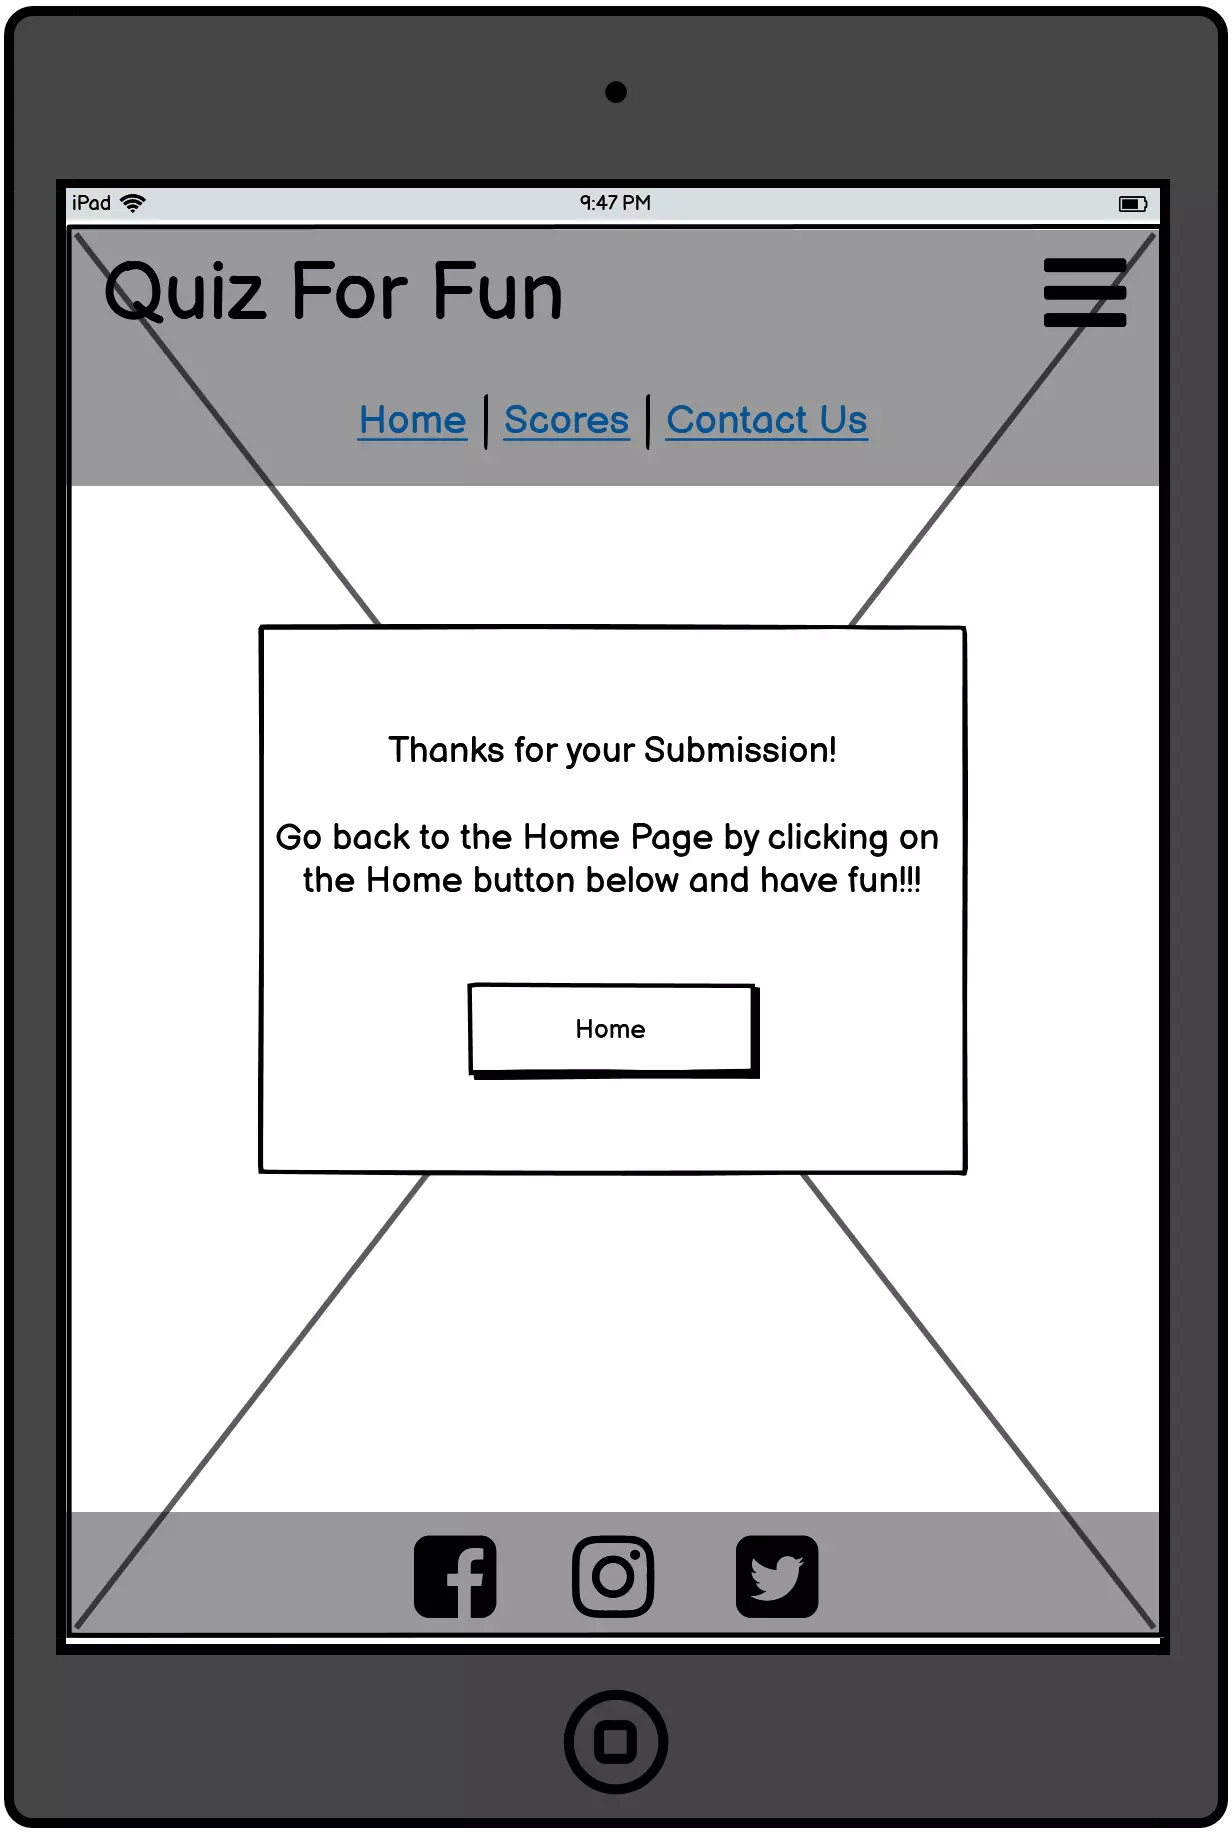 iPad 9:47 PM
Quiz For Fun
Home | Scores | Contact Us
Thanks for your Submission!
Go back to the Home Page by clicking on
the Home button below and have fun!!!
Home